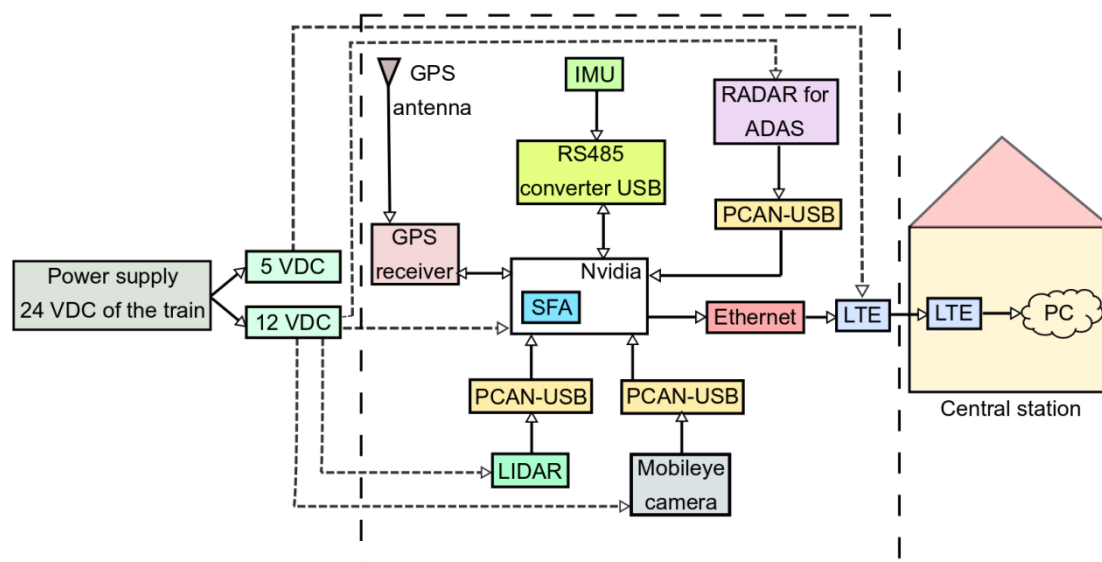 GPS
antenna
IMU
RADAR for
ADAS
RS485
converter USB
PCAN-USB
GPS
receiver
Nvidia
SFA
Power supply
24 VDC of the train
5 VDC
12 VDC
Ethernet
LTE
LTE
PC
PCAN-USB
PCAN-USB
Central station
LIDAR
Mobileye
camera